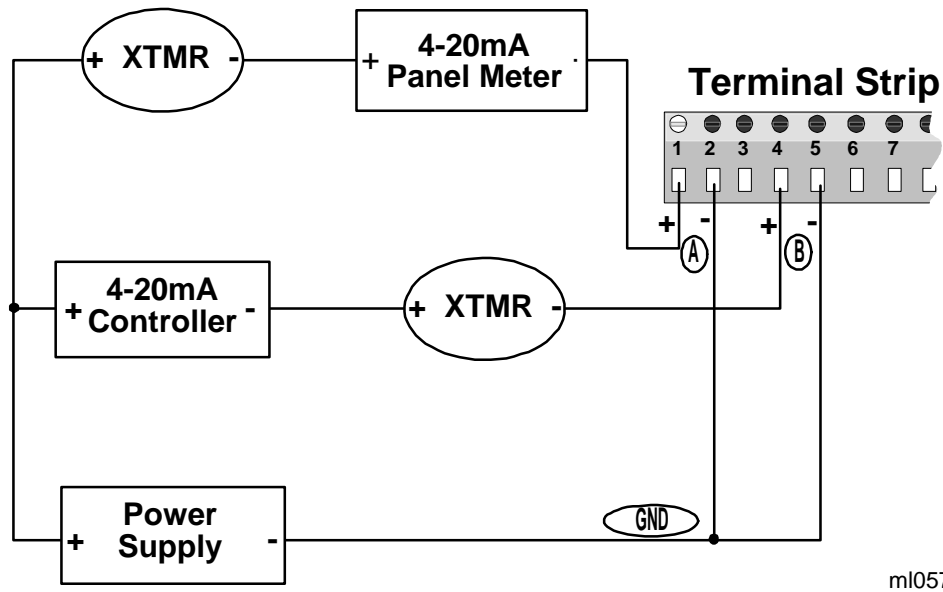 + XTMR -
+ 4-20mA -
Panel Meter
Terminal Strip
1 2 3 4 5 6 7
+ A - + B -
+ 4-20mA -
Controller
+ XTMR -
Power
+ Supply -
GND
ml057